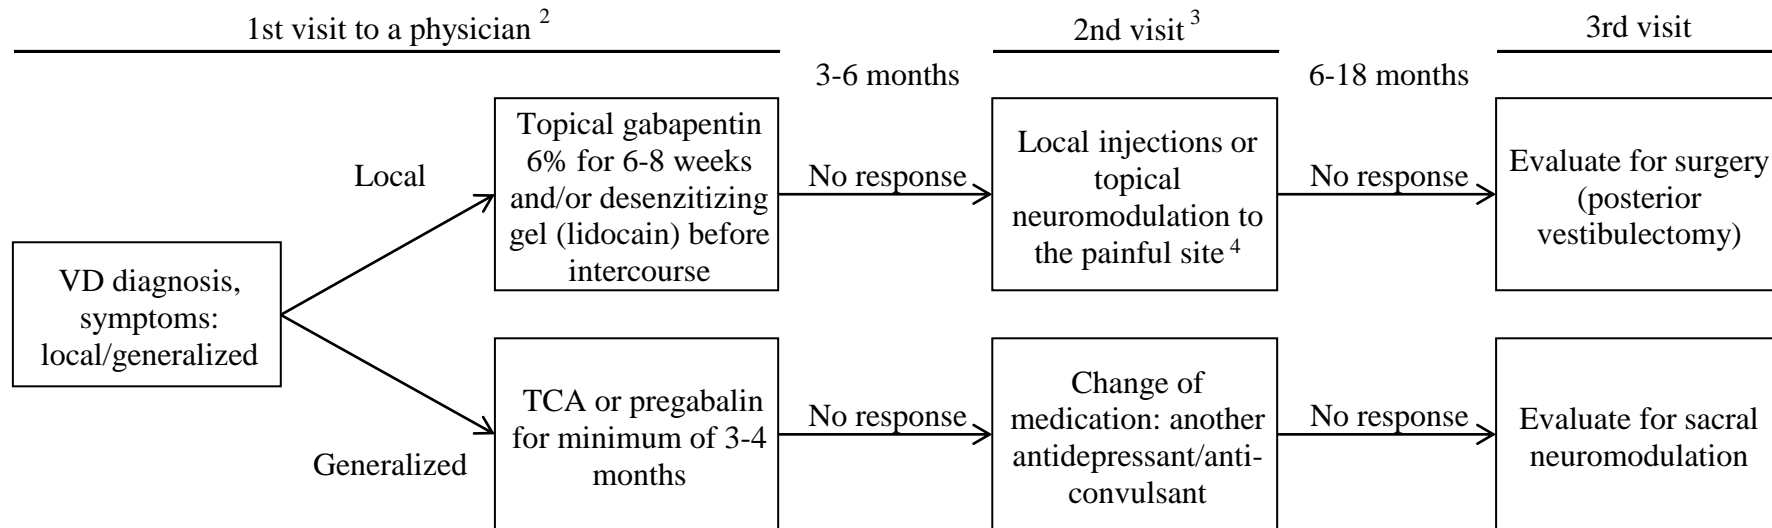 1st visit to a physician 2
2nd visit 3
3rd visit
3-6 months
6-18 months
VD diagnosis,
symptoms:
local/generalized
Local
Topical gabapentin
6% for 6-8 weeks
and/or desenzitizing
gel (lidocain) before
intercourse
No response
Local injections or
topical
neuromodulation to
the painful site 4
No response
Evaluate for surgery
(posterior
vestibulectomy)
Generalized
TCA or pregabalin
for minimum of 3-4
months
No response
Change of
medication: another
antidepressant/anti-
convulsant
No response
Evaluate for sacral
neuromodulation